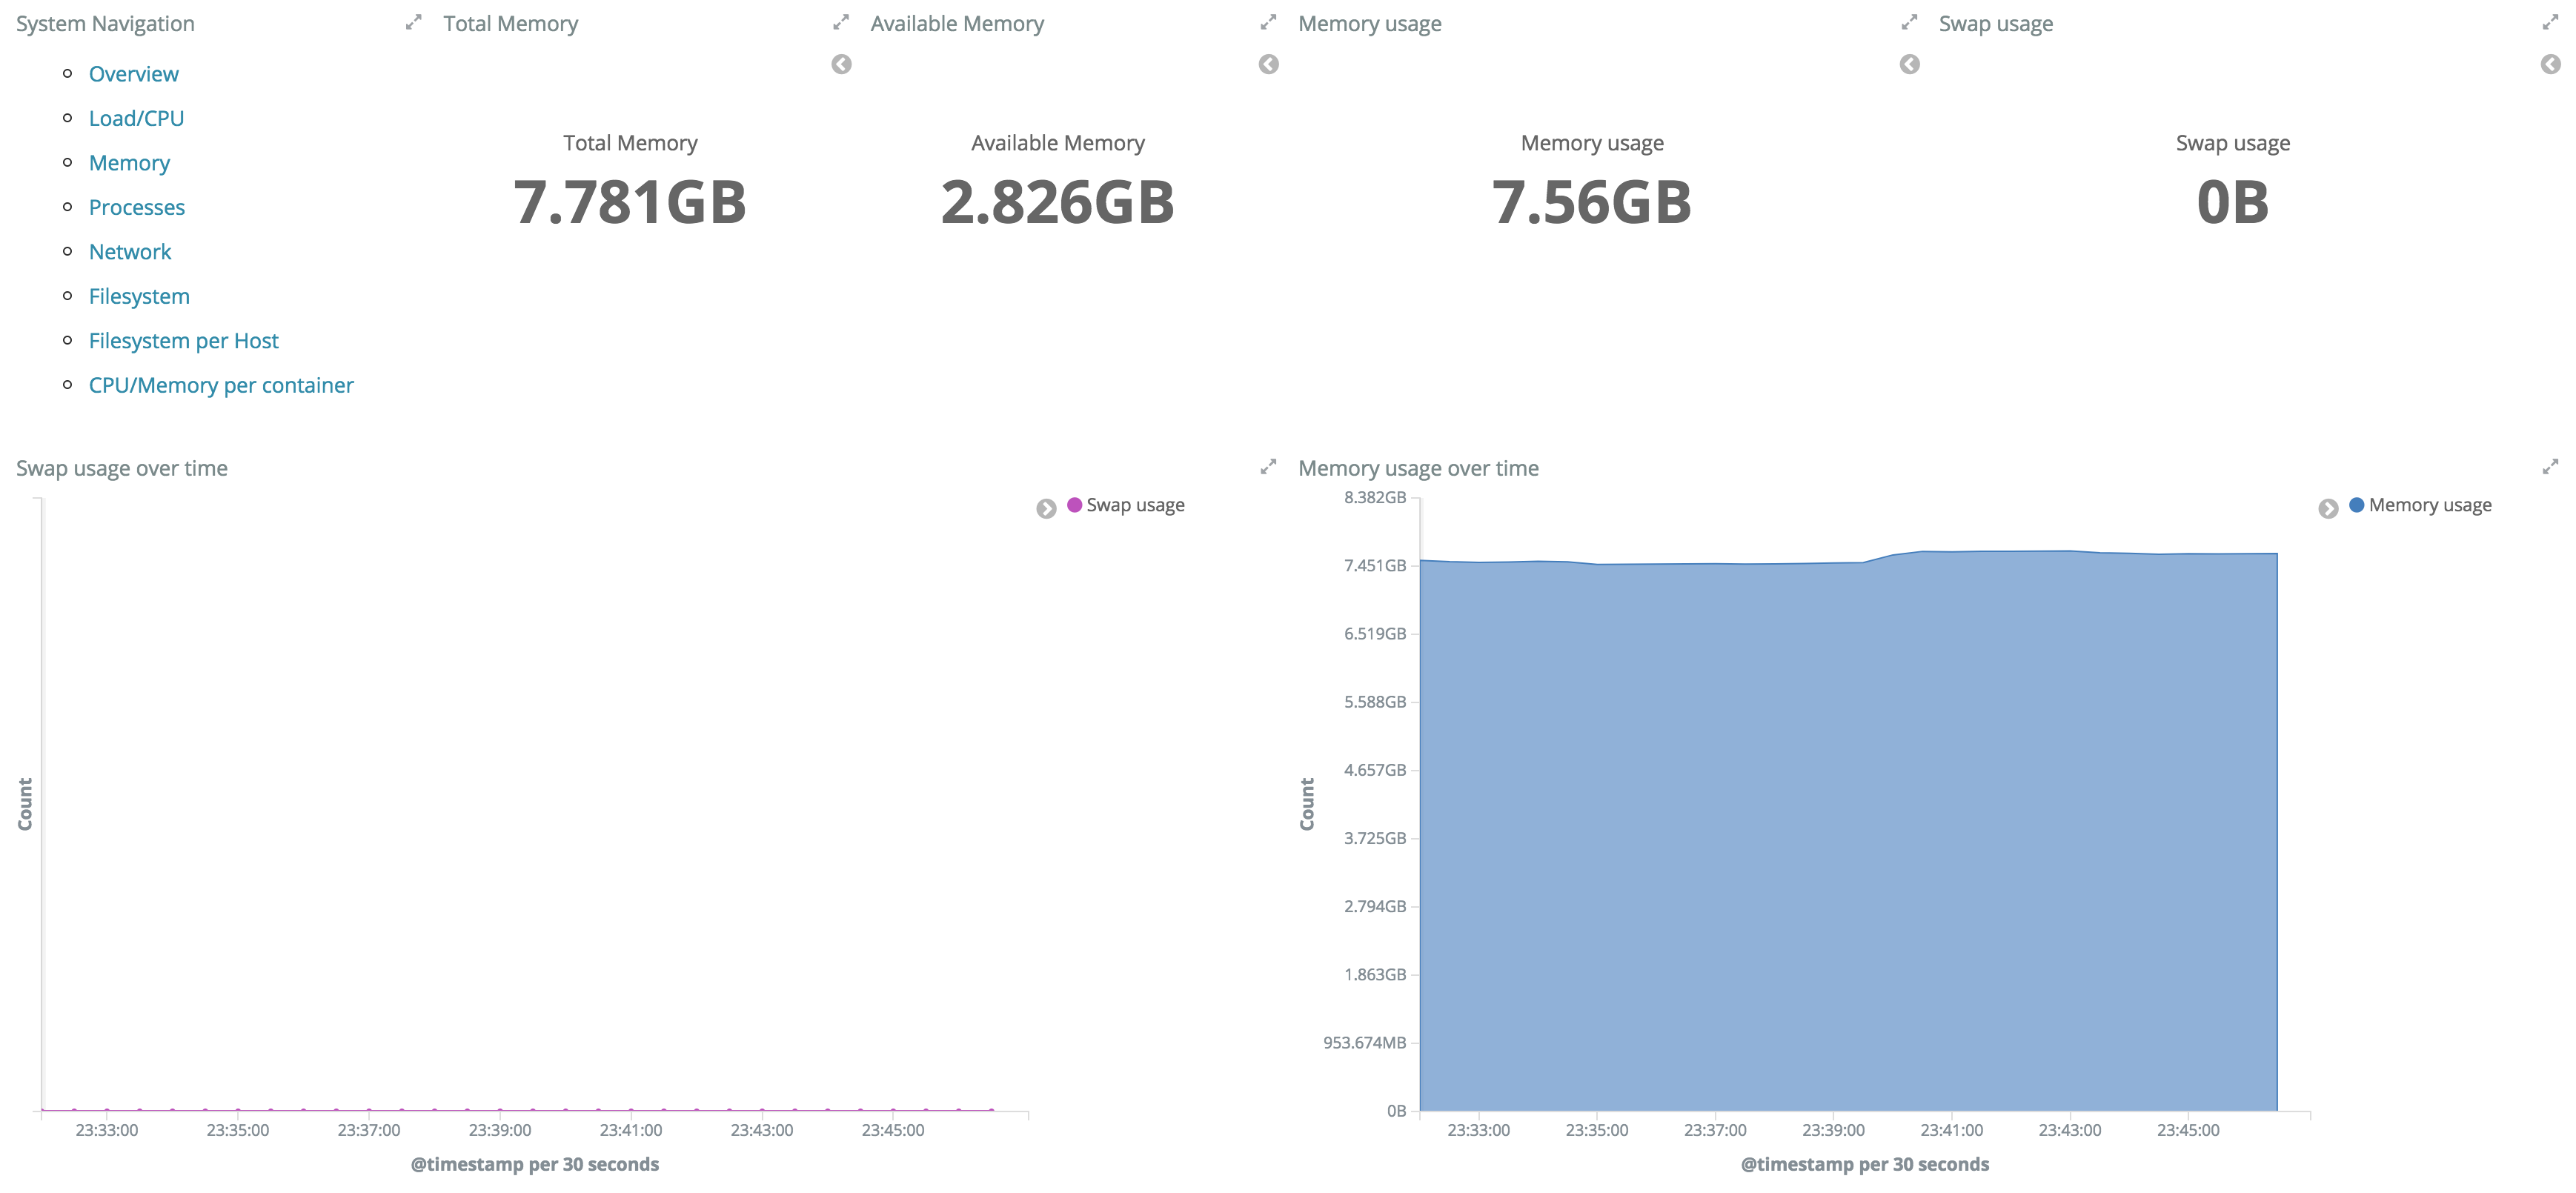 System Navigation
Overview
Load/CPU
Memory
Processes
Network
Filesystem
Filesystem per Host
CPU/Memory per container
Total Memory
Total Memory
7.781GB
Available Memory
Available Memory
2.826GB
Memory usage
Memory usage
7.56GB
Swap usage
Swap usage
0B
Swap usage over time
Swap usage
Count
23:33:00 23:35:00 23:37:00 23:39:00 23:41:00 23:43:00 23:45:00
@timestamp per 30 seconds
Memory usage over time
Memory usage
8.382GB
7.451GB
6.519GB
5.588GB
4.657GB
3.725GB
2.794GB
1.863GB
953.674MB
0B
Count
23:33:00 23:35:00 23:37:00 23:39:00 23:41:00 23:43:00 23:45:00
@timestamp per 30 seconds